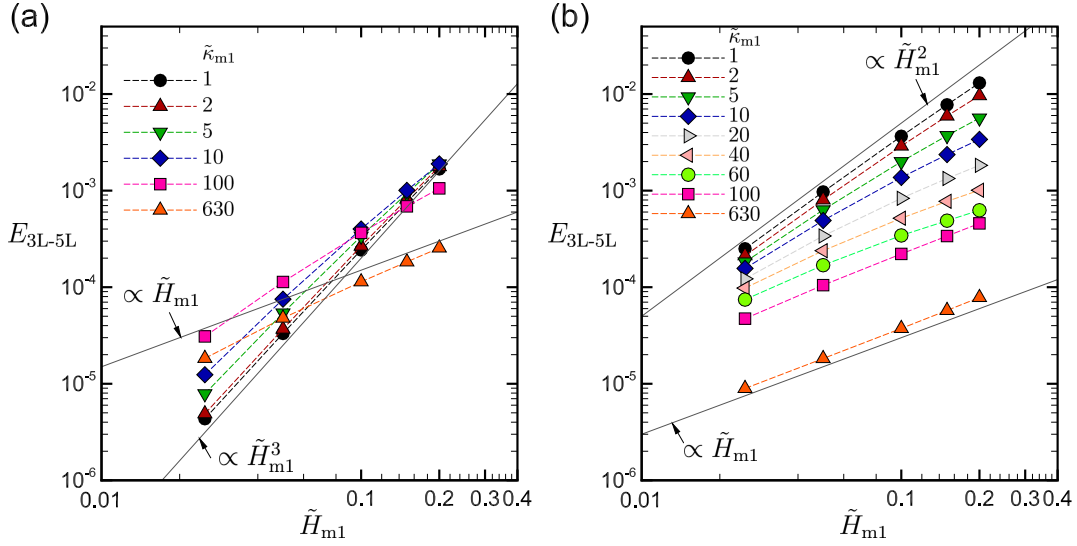 (a)
κ̃m1
1
2
5
10
100
630
10⁻²
10⁻³
E3L-5L
10⁻⁴
10⁻⁵
10⁻⁶
∝ H̃m1
∝ H̃³m1
0.01
0.1
0.2
0.3
0.4
H̃m1
(b)
κ̃m1
1
2
5
10
20
40
60
100
630
∝ H̃²m1
10⁻²
10⁻³
E3L-5L
10⁻⁴
10⁻⁵
10⁻⁶
∝ H̃m1
0.01
0.1
0.2
0.3
0.4
H̃m1